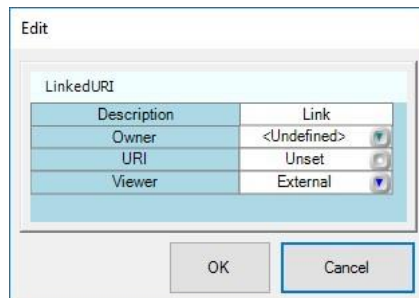 Edit
LinkedURI
Description Link
Owner <Undefined>
URI Unset
Viewer External
OK Cancel